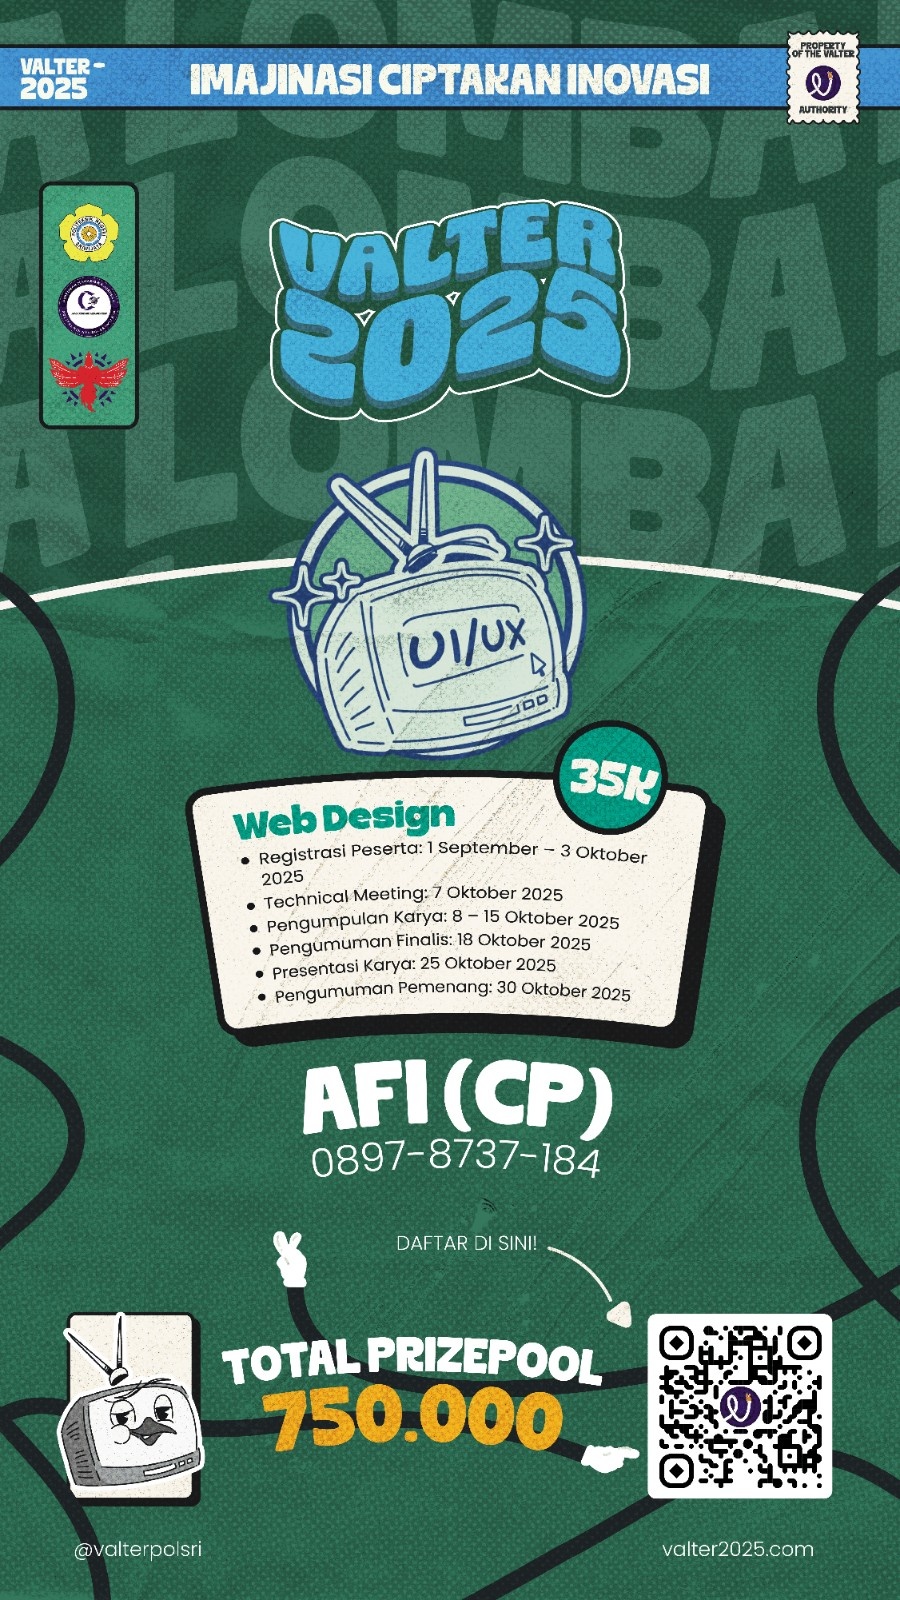 VALTER-
2025
IMAJINASI CIPTAKAN INOVASI
PROPERTY
OF THE VALTER
AUTHORITY
LOMBA
LOMBA
LOMBA
VALTER
2025
UI/UX
35K
Web Design
• Registrasi Peserta: 1 September – 3 Oktober
2025
• Technical Meeting: 7 Oktober 2025
• Pengumpulan Karya: 8 – 15 Oktober 2025
• Pengumuman Finalis: 18 Oktober 2025
• Presentasi Karya: 25 Oktober 2025
• Pengumuman Pemenang: 30 Oktober 2025
AFI (CP)
0897-8737-184
DAFTAR DI SINI!
TOTAL PRIZEPOOL
750.000
@valterpolsri
valter2025.com